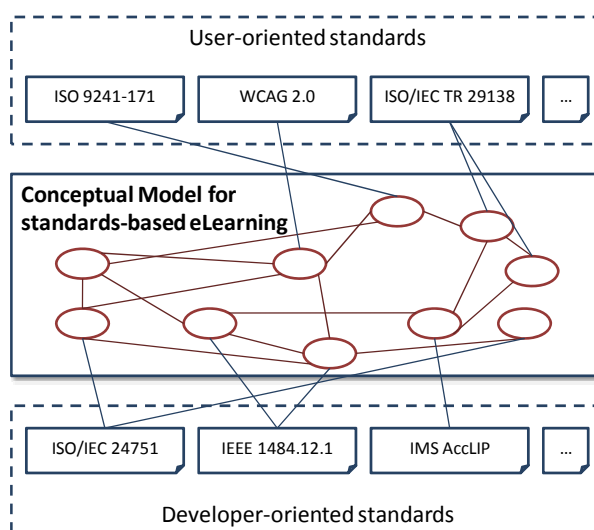 User-oriented standards
ISO 9241-171
WCAG 2.0
ISO/IEC TR 29138
...
Conceptual Model for
standards-based eLearning
ISO/IEC 24751
IEEE 1484.12.1
IMS AccLIP
...
Developer-oriented standards